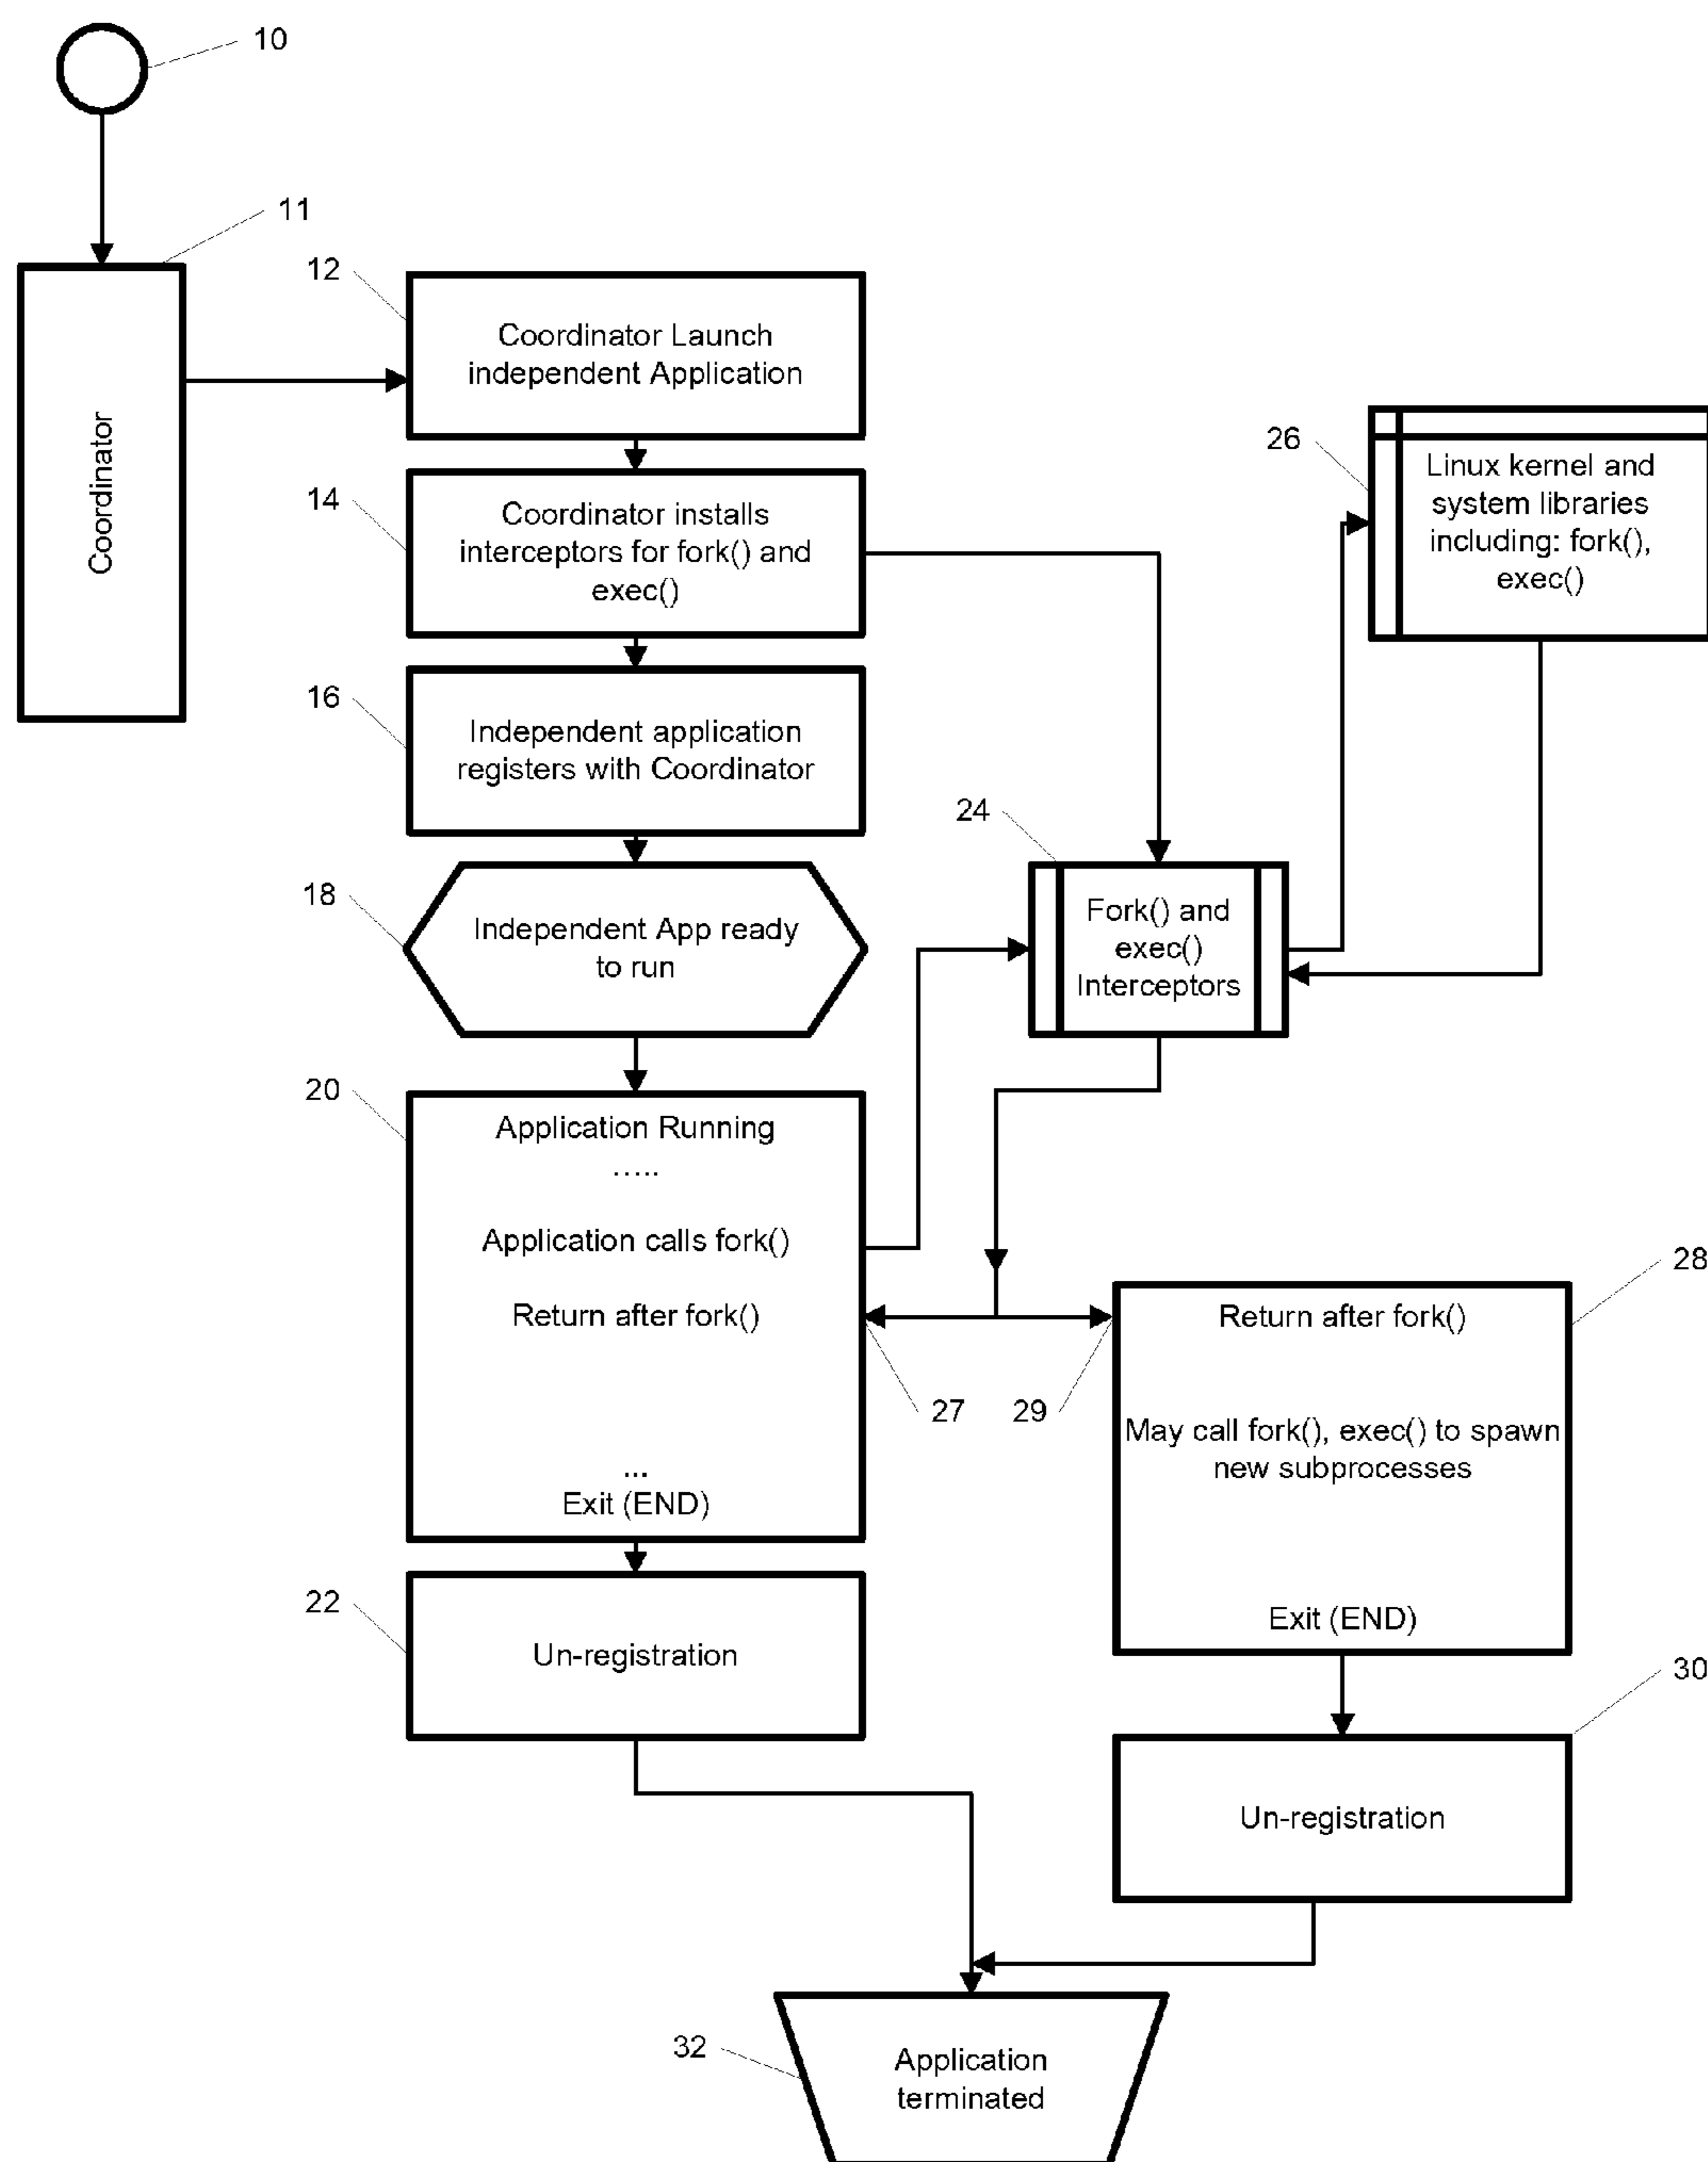 10
11
Coordinator
12
Coordinator Launch
independent Application
14
Coordinator installs
interceptors for fork() and
exec()
26
Linux kernel and
system libraries
including: fork(),
exec()
16
Independent application
registers with Coordinator
24
Fork() and
exec()
Interceptors
18
Independent App ready
to run
20
Application Running
.....
Application calls fork()
Return after fork()
...
Exit (END)
27
29
28
Return after fork()
May call fork(), exec() to spawn
new subprocesses
Exit (END)
22
Un-registration
30
Un-registration
32
Application
terminated